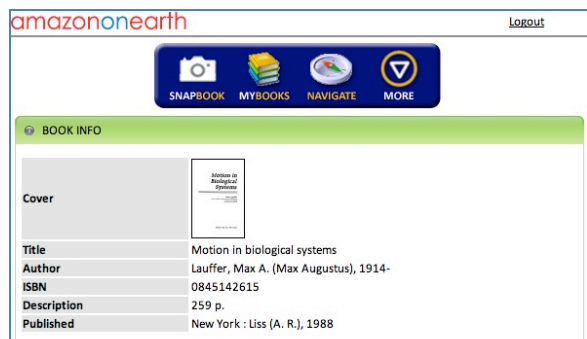 amazononearth
Logout
SNAPBOOK MYBOOKS NAVIGATE MORE
BOOK INFO
Cover
Motion in
Biological
Systems
Title Motion in biological systems
Author Lauffer, Max A. (Max Augustus), 1914-
ISBN 0845142615
Description 259 p.
Published New York : Liss (A. R.), 1988